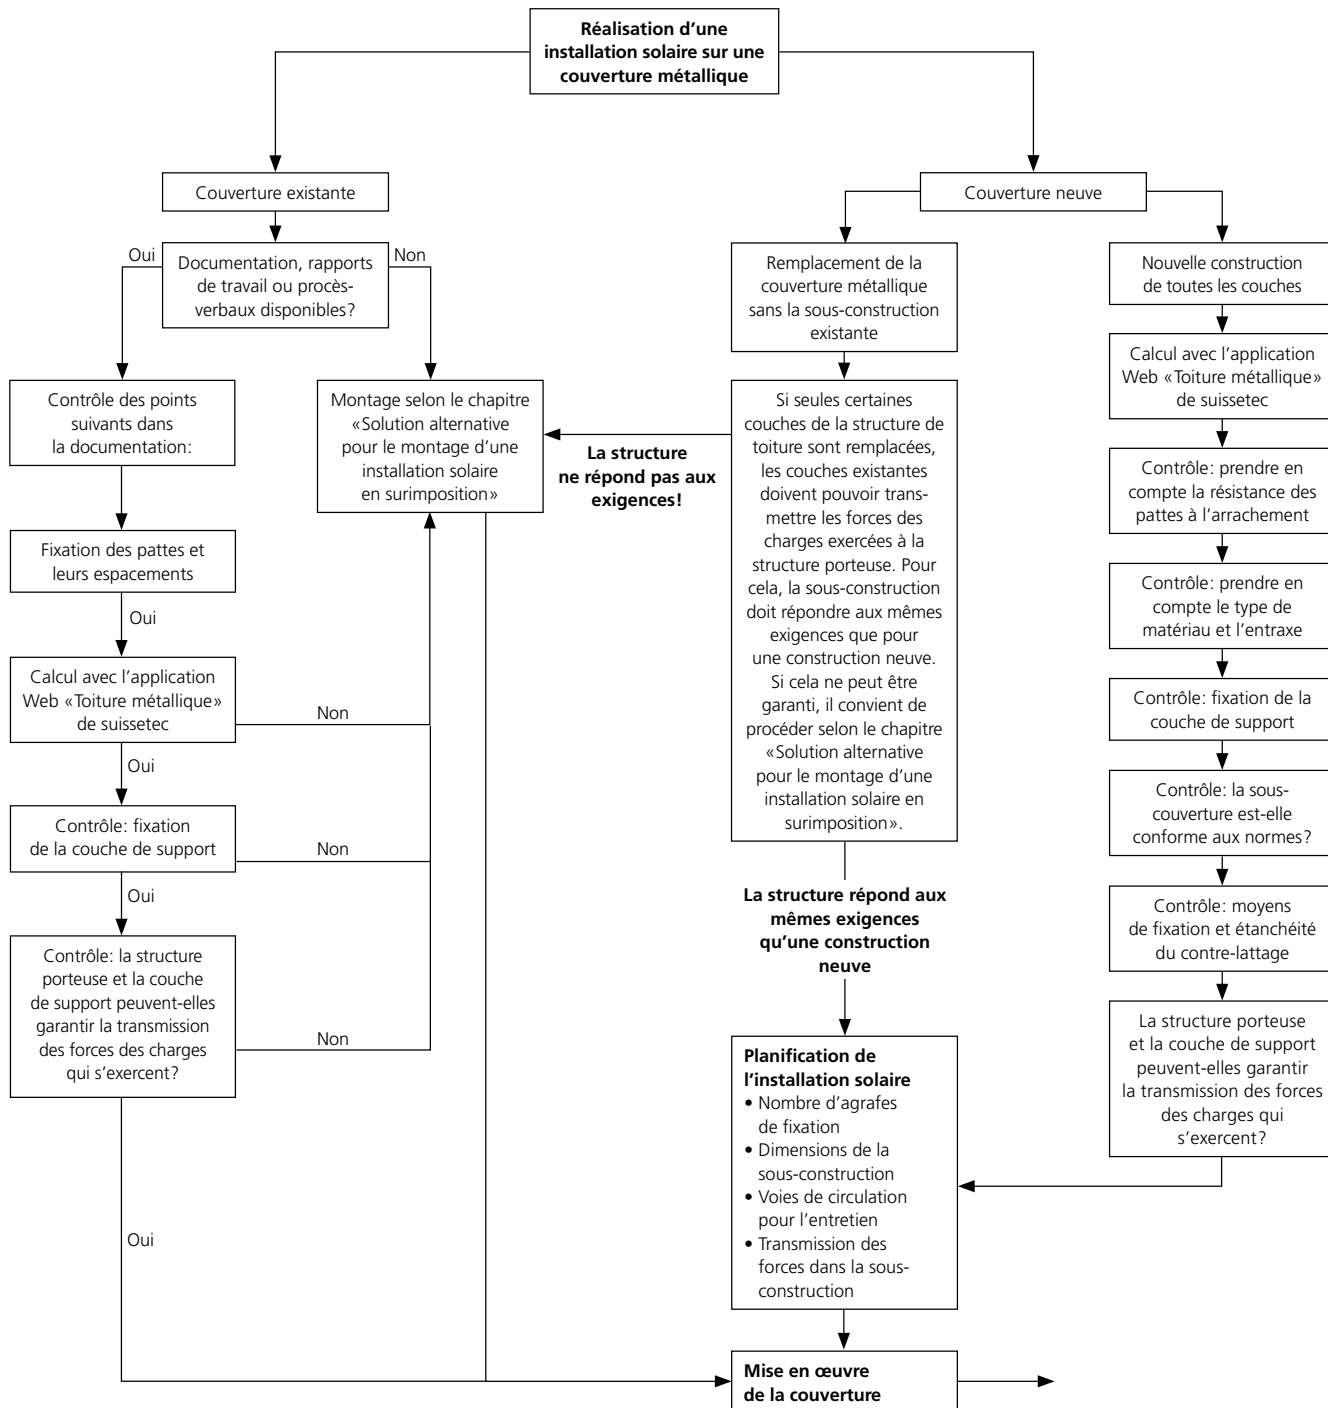 Réalisation d’une
installation solaire sur une
couverture métallique
Couverture existante
Couverture neuve
Oui
Documentation, rapports
de travail ou procès-
verbaux disponibles?
Non
Remplacement de la
couverture métallique
sans la sous-construction
existante
Nouvelle construction
de toutes les couches
Contrôle des points
suivants dans
la documentation:
Montage selon le chapitre
«Solution alternative
pour le montage d’une
installation solaire
en surimposition»
La structure
ne répond pas aux
exigences!
Si seules certaines
couches de la structure de
toiture sont remplacées,
les couches existantes
doivent pouvoir trans-
mettre les forces des
charges exercées à la
structure porteuse. Pour
cela, la sous-construction
doit répondre aux mêmes
exigences que pour
une construction neuve.
Si cela ne peut être
garanti, il convient de
procéder selon le chapitre
«Solution alternative
pour le montage d’une
installation solaire en
surimposition».
Calcul avec l’application
Web «Toiture métallique»
de suissetec
Contrôle: prendre en
compte la résistance des
pattes à l’arrachement
Contrôle: prendre en
compte le type de
matériau et l’entraxe
Contrôle: fixation de la
couche de support
Contrôle: la sous-
couverture est-elle
conforme aux normes?
Contrôle: moyens
de fixation et étanchéité
du contre-lattage
La structure porteuse
et la couche de support
peuvent-elles garantir
la transmission des forces
des charges qui
s’exercent?
Fixation des pattes et
leurs espacements
Oui
Calcul avec l’application
Web «Toiture métallique»
de suissetec
Non
Oui
Contrôle: fixation
de la couche de support
Non
Oui
Contrôle: la structure
porteuse et la couche
de support peuvent-elles
garantir la transmission
des forces des charges
qui s’exercent?
Non
Oui
La structure répond aux
mêmes exigences
qu’une construction
neuve
Planification de
l’installation solaire
• Nombre d’agrafes
de fixation
• Dimensions de la
sous-construction
• Voies de circulation
pour l’entretien
• Transmission des
forces dans la sous-
construction
Mise en œuvre
de la couverture